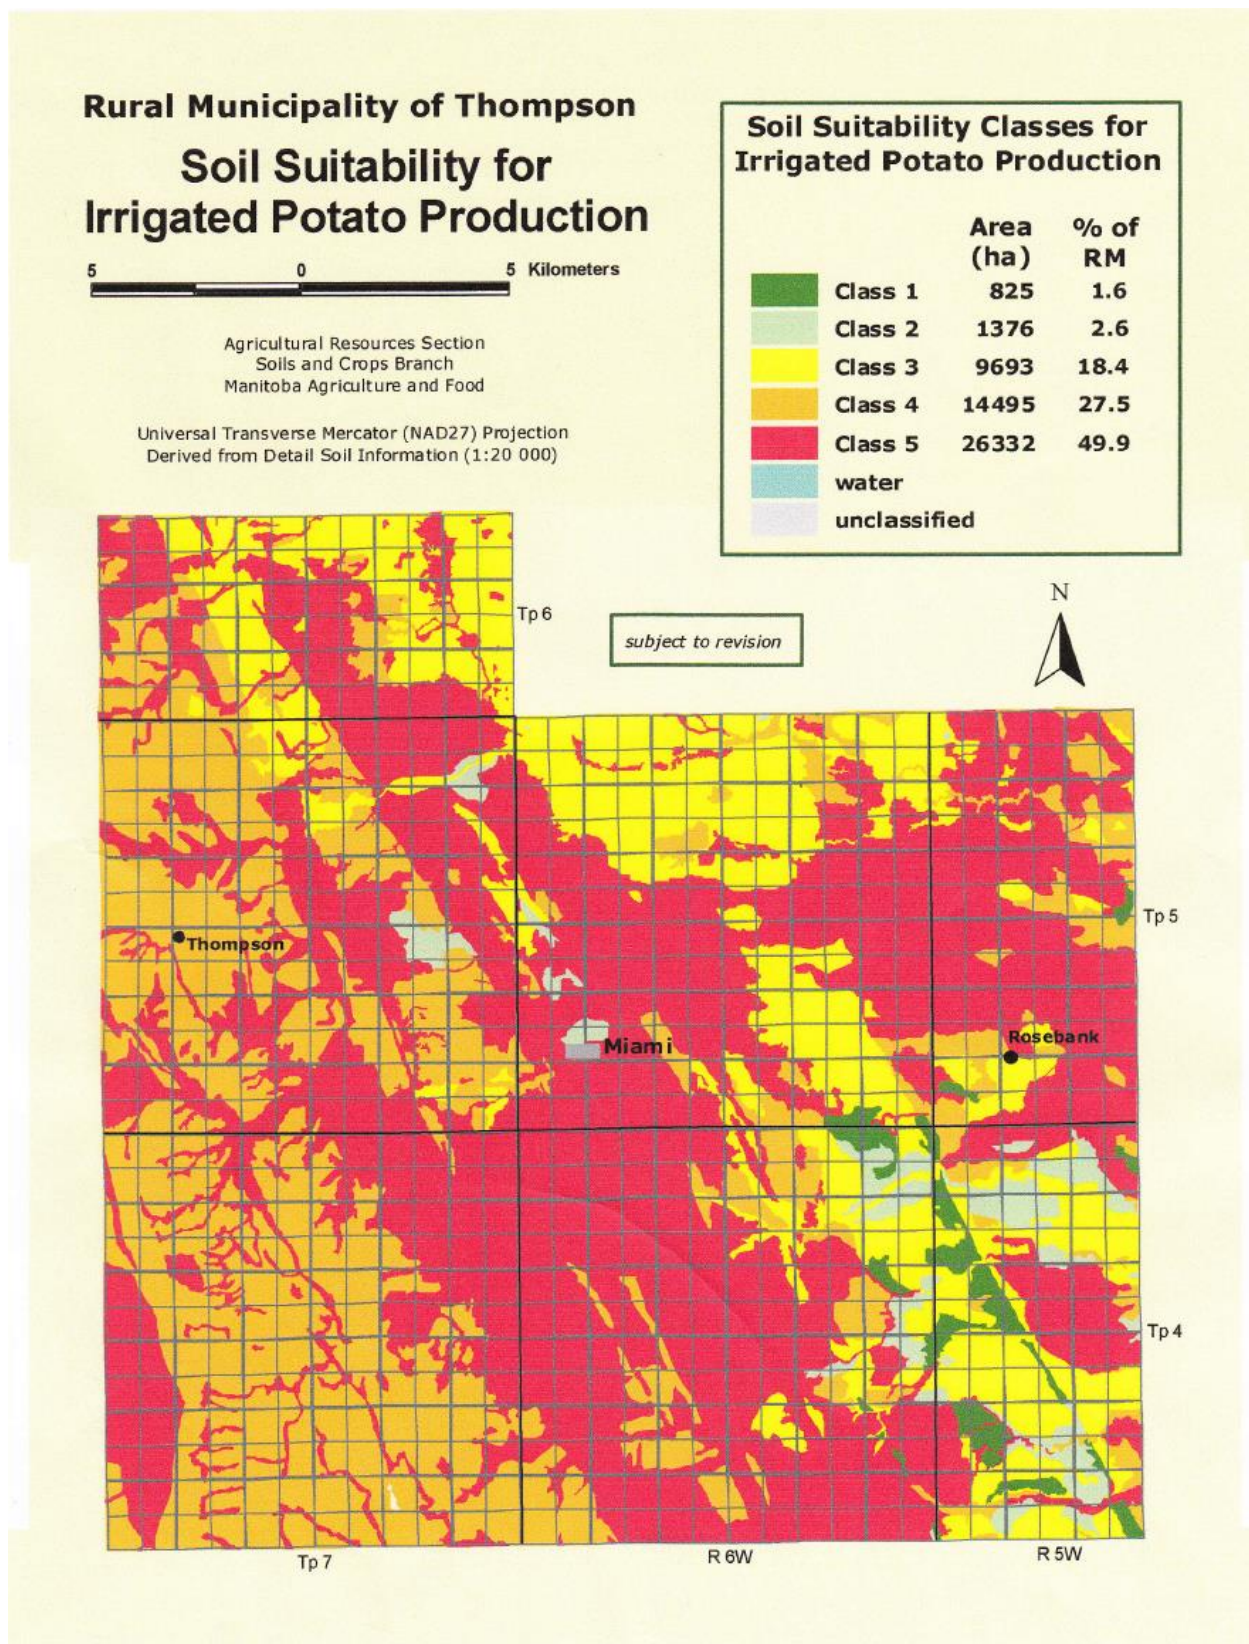 Rural Municipality of Thompson
Soil Suitability for
Irrigated Potato Production
5 0 5 Kilometers
Agricultural Resources Section
Soils and Crops Branch
Manitoba Agriculture and Food
Universal Transverse Mercator (NAD27) Projection
Derived from Detail Soil Information (1:20 000)
Soil Suitability Classes for
Irrigated Potato Production
Area % of
(ha) RM
Class 1 825 1.6
Class 2 1376 2.6
Class 3 9693 18.4
Class 4 14495 27.5
Class 5 26332 49.9
water
unclassified
N
subject to revision
Tp 6
Tp 5
Thompson
Miami
Rosebank
Tp 4
Tp 7
R 6W
R 5W